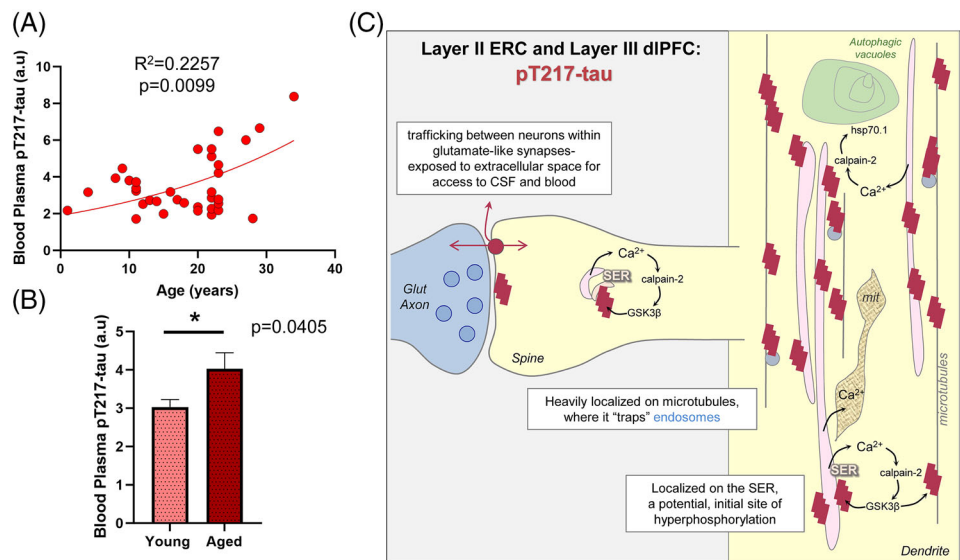 (A)
R²=0.2257
p=0.0099
Blood Plasma pT217-tau (a.u)
10
8
6
4
2
0
0
10
20
30
40
Age (years)
(B)
*
p=0.0405
Blood Plasma pT217-tau (a.u)
5
4
3
2
1
0
Young
Aged
(C)
Layer II ERC and Layer III dlPFC:
pT217-tau
trafficking between neurons within
glutamate-like synapses-
exposed to extracellular space for
access to CSF and blood
Glut
Axon
Spine
SER
Ca²⁺
calpain-2
GSK3β
Heavily localized on microtubules,
where it “traps” endosomes
Localized on the SER,
a potential, initial site of
hyperphosphorylation
Autophagic
vacuoles
hsp70.1
calpain-2
Ca²⁺
mit
Ca²⁺
microtubules
Ca²⁺
SER
calpain-2
GSK3β
Dendrite